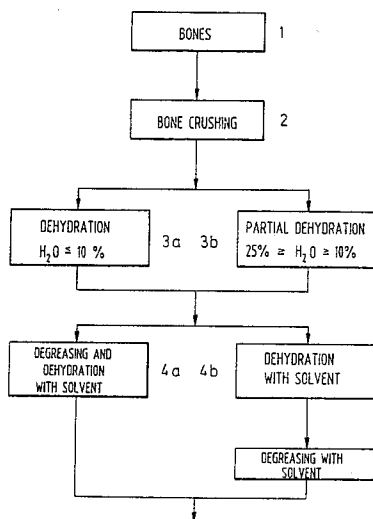 BONES
1
BONE CRUSHING
2
DEHYDRATION
H₂O ≤ 10 %
3a 3b
PARTIAL DEHYDRATION
25% ≥ H₂O ≥ 10%
DEGREASING AND
DEHYDRATION
WITH SOLVENT
4a 4b
DEHYDRATION
WITH SOLVENT
DEGREASING WITH
SOLVENT